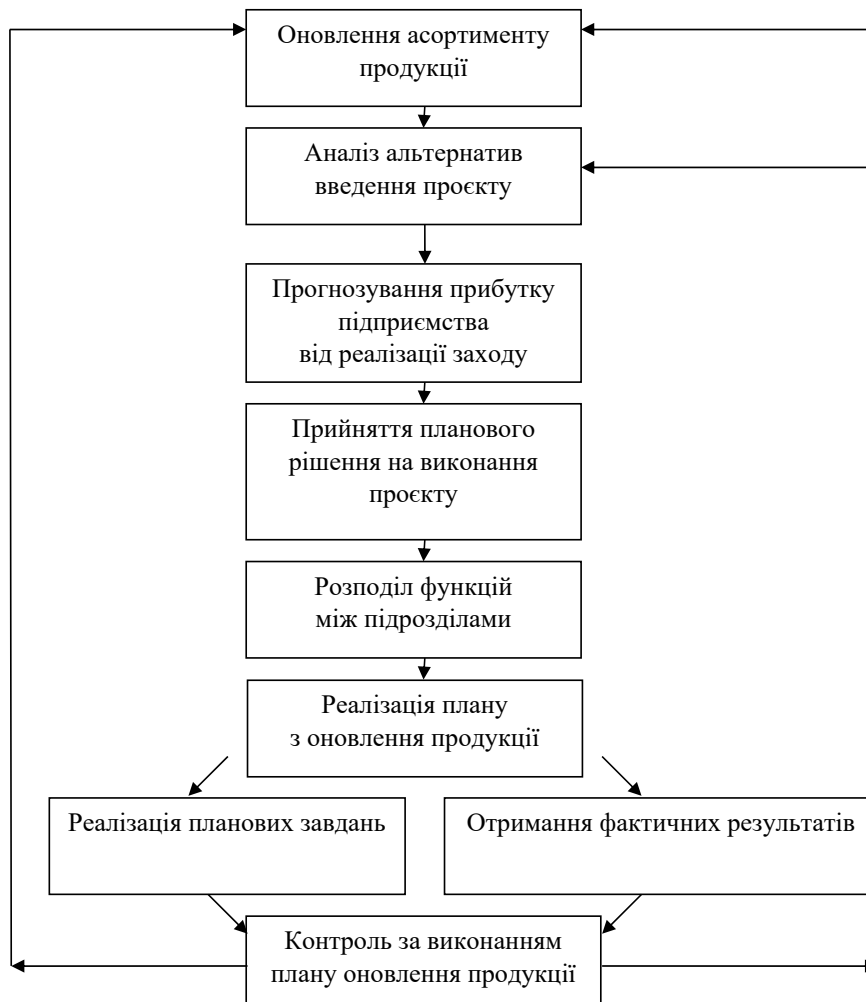 Оновлення асортименту
продукції
Аналіз альтернатив
введення проєкту
Прогнозування прибутку
підприємства
від реалізації заходу
Прийняття планового
рішення на виконання
проєкту
Розподіл функцій
між підрозділами
Реалізація плану
з оновлення продукції
Реалізація планових завдань
Отримання фактичних результатів
Контроль за виконанням
плану оновлення продукції